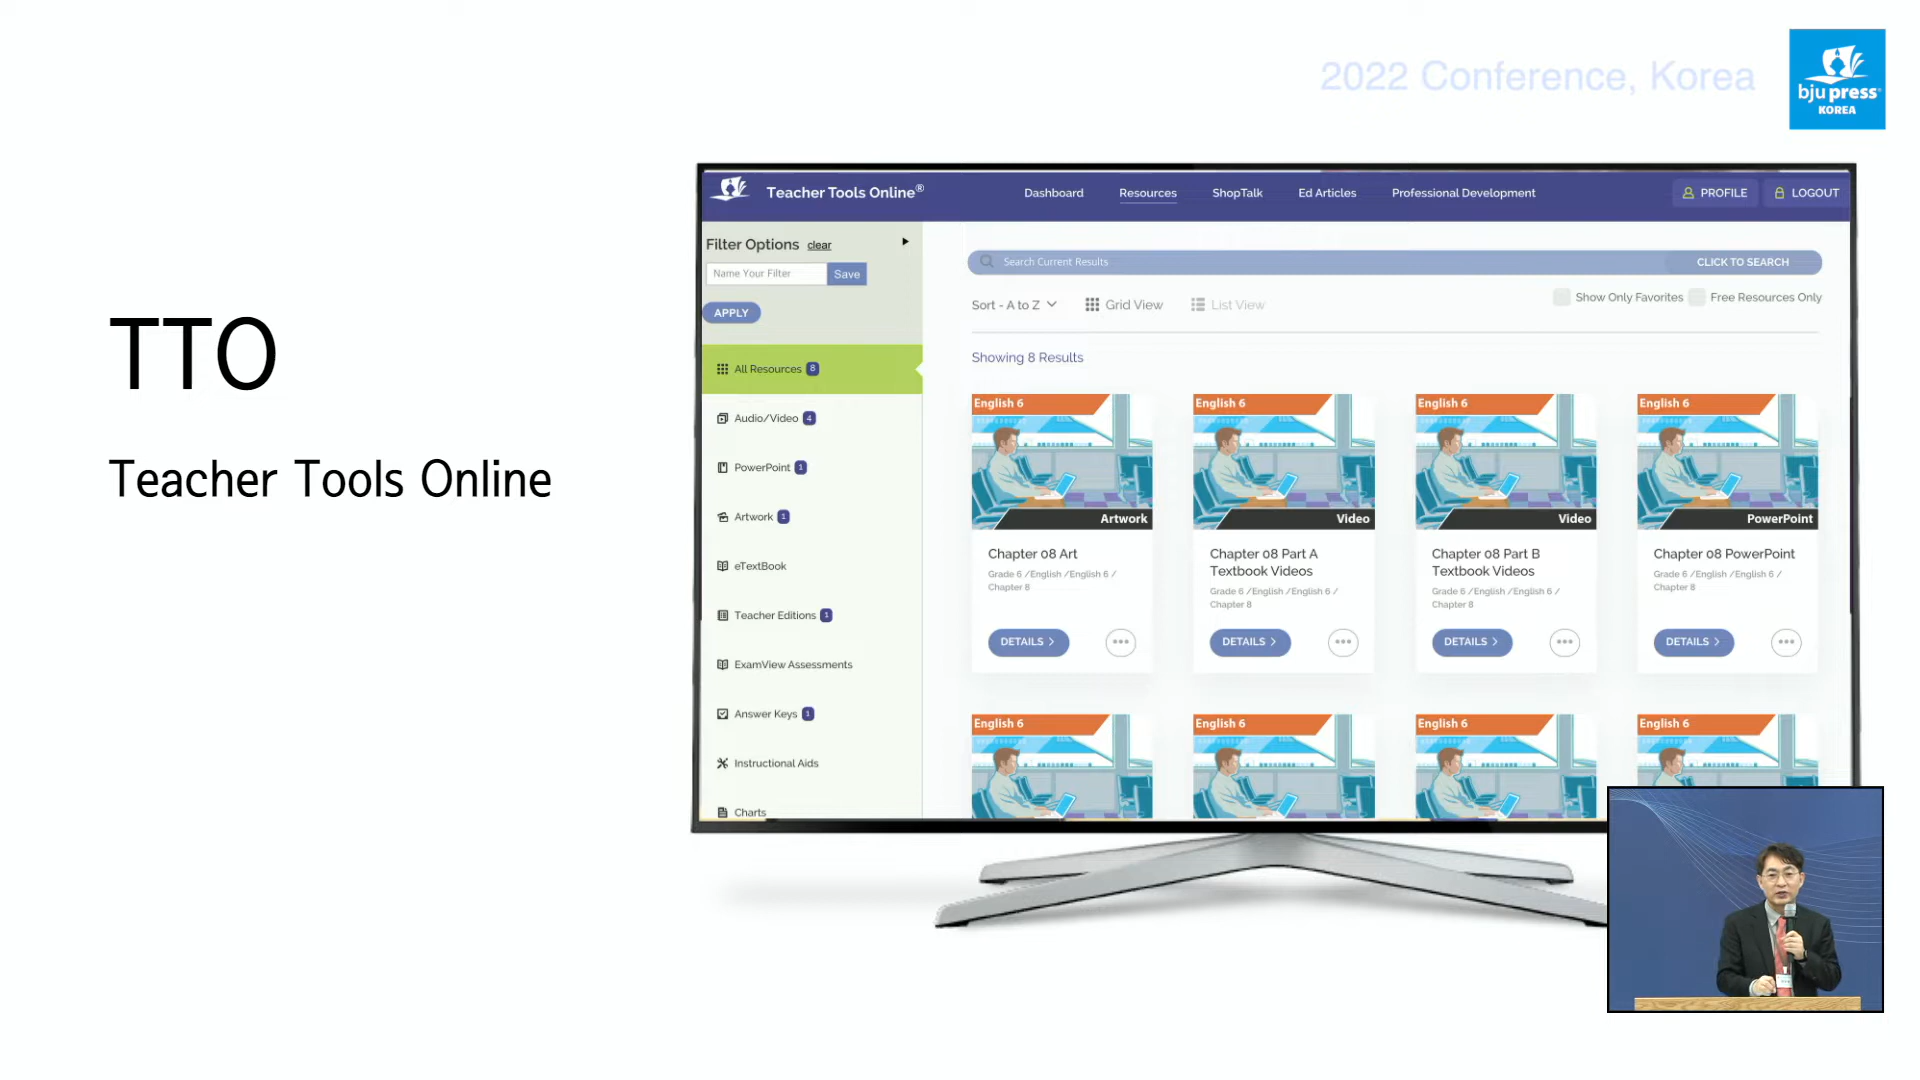 2022 Conference, Korea
bju press
KOREA
TTO
Teacher Tools Online
Teacher Tools Online®
Dashboard
Resources
ShopTalk
Ed Articles
Professional Development
PROFILE
LOGOUT
Filter Options clear
Name Your Filter
Save
APPLY
All Resources 8
Audio/Video 4
PowerPoint 1
Artwork 1
eTextBook
Teacher Editions 1
ExamView Assessments
Answer Keys 1
Instructional Aids
Charts
Search Current Results
CLICK TO SEARCH
Sort - A to Z
Grid View
List View
Show Only Favorites
Free Resources Only
Showing 8 Results
English 6
Artwork
Chapter 08 Art
Grade 6 /English /English 6 /
Chapter 8
DETAILS >
English 6
Video
Chapter 08 Part A
Textbook Videos
Grade 6 /English /English 6 /
Chapter 8
DETAILS >
English 6
Video
Chapter 08 Part B
Textbook Videos
Grade 6 /English /English 6 /
Chapter 8
DETAILS >
English 6
PowerPoint
Chapter 08 PowerPoint
Grade 6 /English /English 6 /
Chapter 8
DETAILS >
English 6
English 6
English 6
English 6